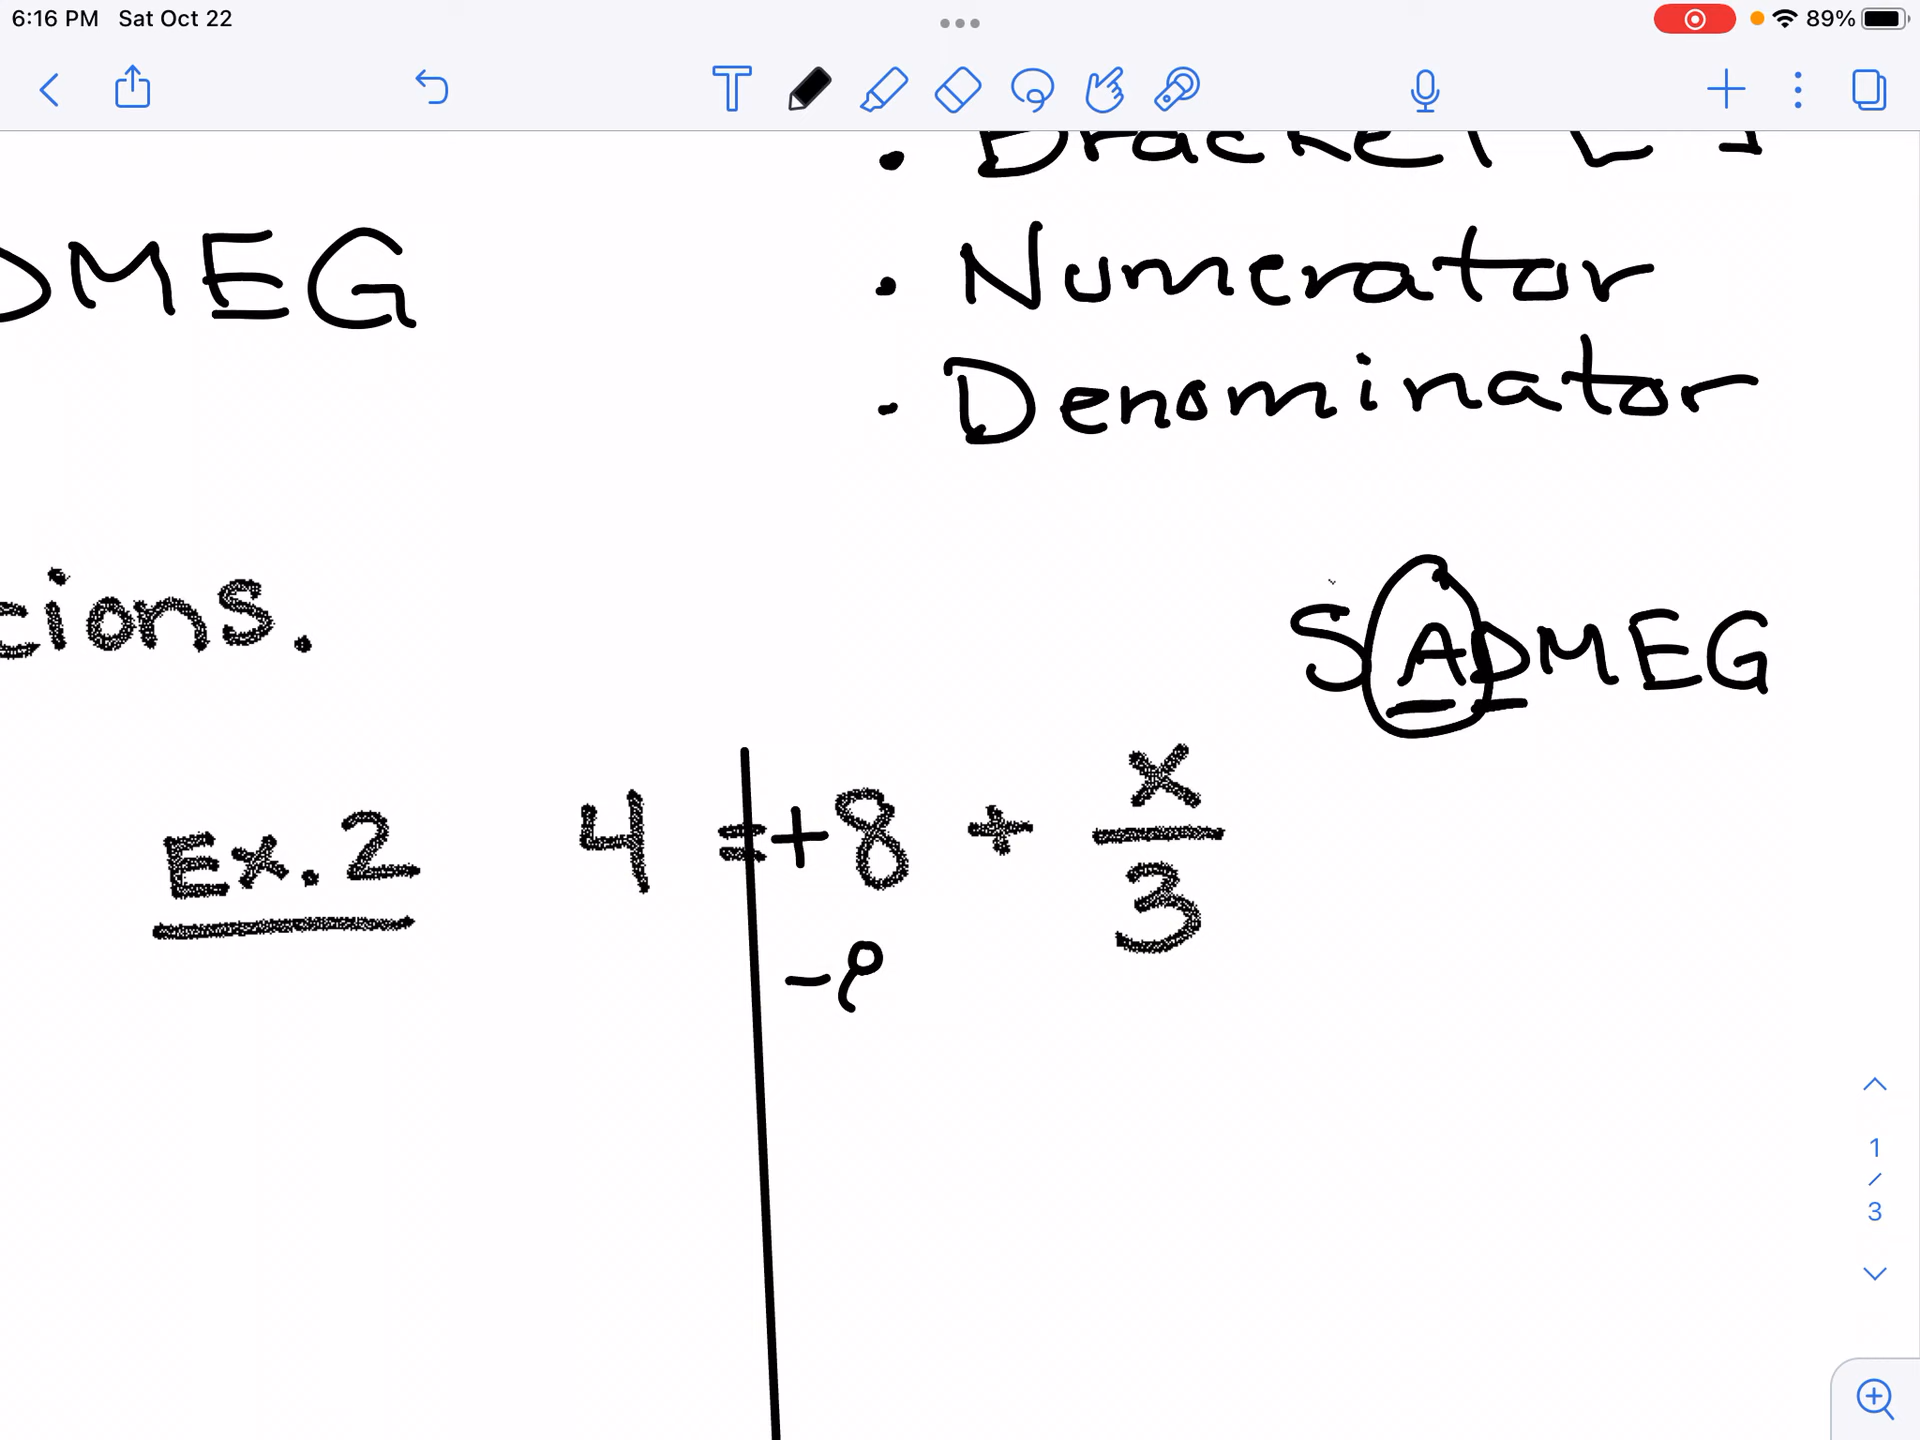 6:16 PM Sat Oct 22
89%
Bracket [ ]
DMEG
• Numerator
• Denominator
cions.
SADMEG
Ex. 2 4 = +8 + x/3
1
/
3